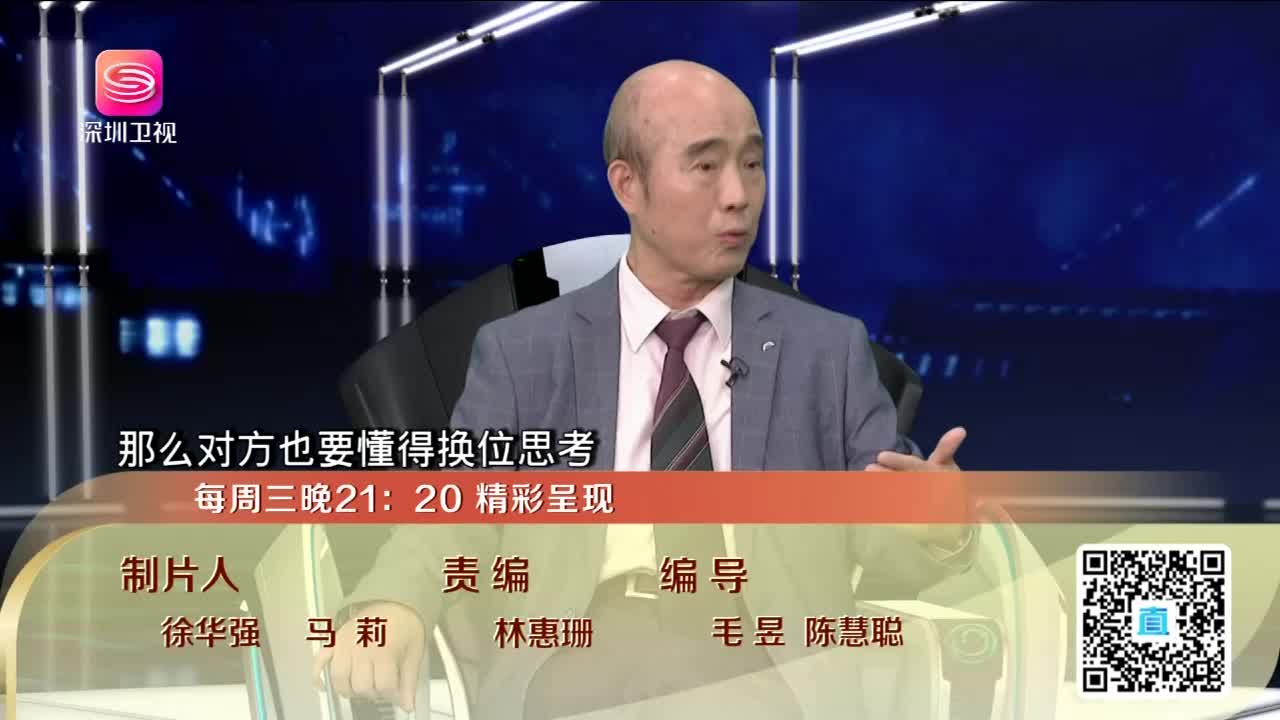 深圳卫视
那么对方也要懂得换位思考
每周三晚21：20 精彩呈现
制片人 责编 编导
徐华强 马莉 林惠珊 毛昱 陈慧聪
直